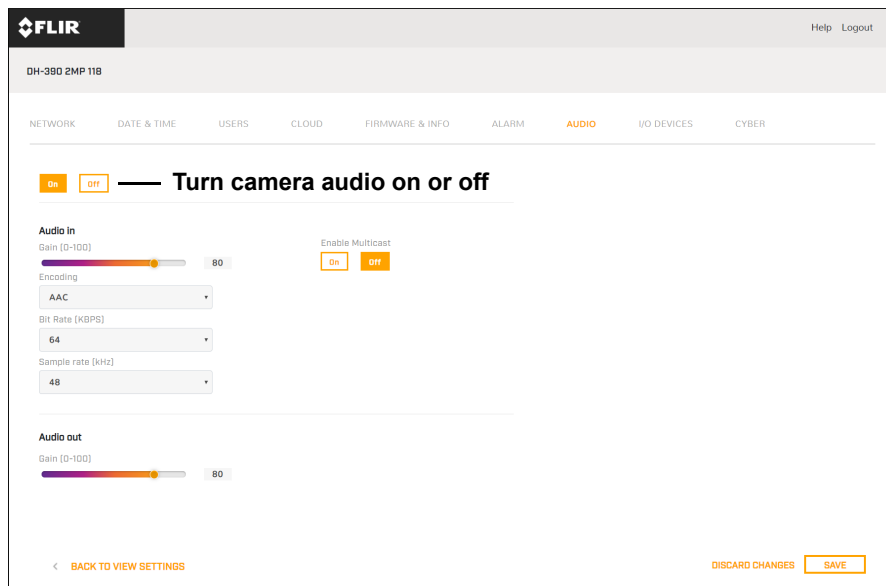 FLIR
Help Logout
DH-390 2MP 118
NETWORK DATE & TIME USERS CLOUD FIRMWARE & INFO ALARM AUDIO I/O DEVICES CYBER
On Off Turn camera audio on or off
Audio in
Gain (0-100)
80
Enable Multicast
On Off
Encoding
AAC
Bit Rate (KBPS)
64
Sample rate (kHz)
48
Audio out
Gain (0-100)
80
< BACK TO VIEW SETTINGS
DISCARD CHANGES SAVE